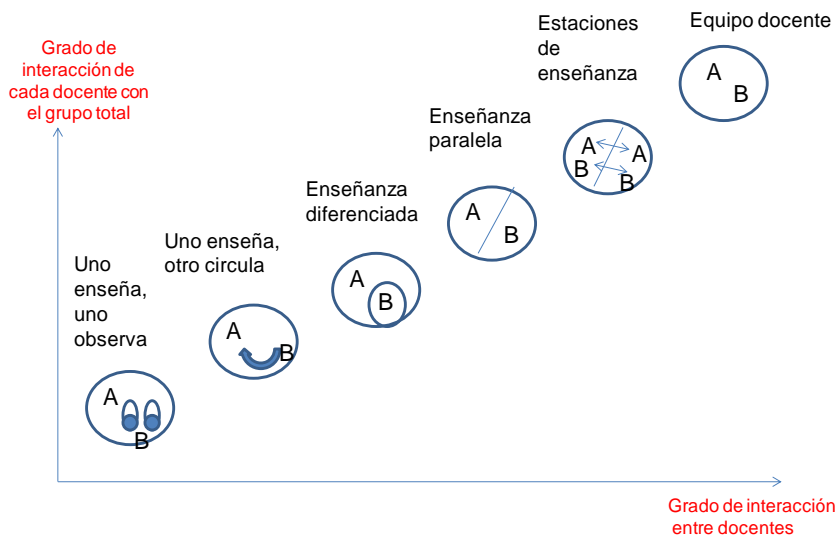 Grado de
interacción de
cada docente con
el grupo total
Estaciones
de
enseñanza
Equipo docente
A
B
Enseñanza
paralela
A
A
B
B
Enseñanza
diferenciada
A
B
Uno enseña,
otro circula
A
B
Uno
enseña,
uno
observa
A
B
A
B
Grado de interacción
entre docentes